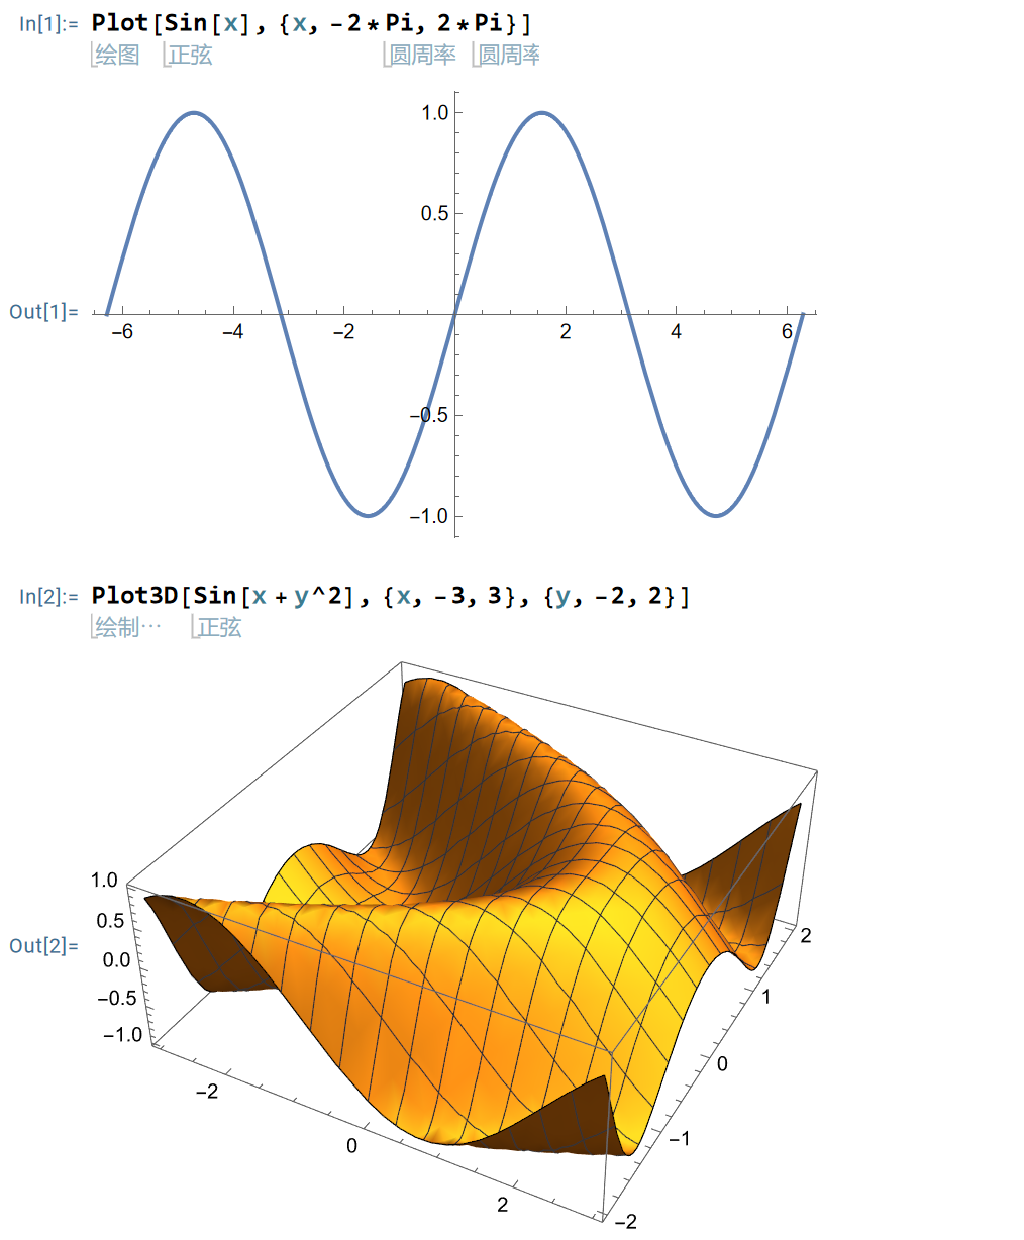 In[1]:= Plot[Sin[x], {x, -2*Pi, 2*Pi}]
绘图 正弦 圆周率 圆周率
1.0
0.5
Out[1]=
-6 -4 -2 2 4 6
-0.5
-1.0
In[2]:= Plot3D[Sin[x + y^2], {x, -3, 3}, {y, -2, 2}]
绘制… 正弦
1.0
0.5
Out[2]=
0.0
-0.5
-1.0
-2
0
2
2
1
0
-1
-2